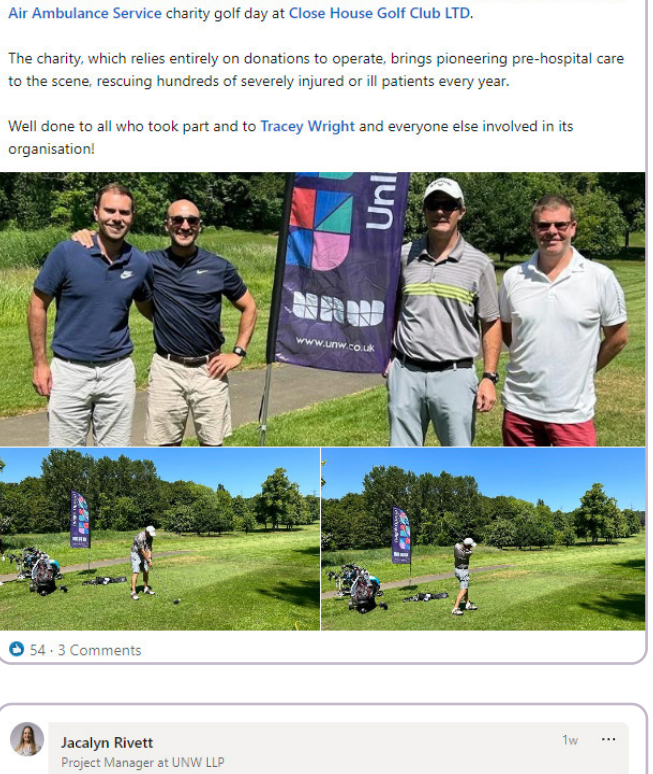 Air Ambulance Service charity golf day at Close House Golf Club LTD.
The charity, which relies entirely on donations to operate, brings pioneering pre-hospital care
to the scene, rescuing hundreds of severely injured or ill patients every year.
Well done to all who took part and to Tracey Wright and everyone else involved in its
organisation!
UNW
www.unw.co.uk
54 · 3 Comments
Jacalyn Rivett
1w
Project Manager at UNW LLP